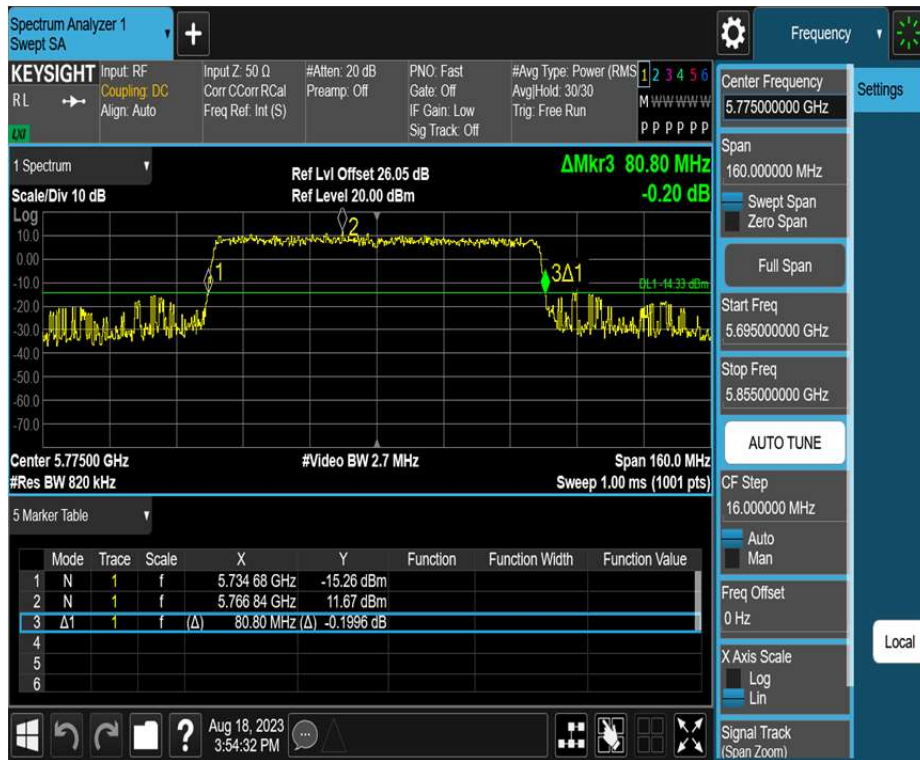 Spectrum Analyzer 1
Swept SA
Frequency
KEYSIGHT
RL
LXI
Input: RF
Coupling: DC
Align: Auto
Input Z: 50 Ω
Corr CCorr RCal
Freq Ref: Int (S)
#Atten: 20 dB
Preamp: Off
PNO: Fast
Gate: Off
IF Gain: Low
Sig Track: Off
#Avg Type: Power (RMS
Avg|Hold: 30/30
Trig: Free Run
1 2 3 4 5 6
M W W W W W
P P P P P P
1 Spectrum
Scale/Div 10 dB
Ref Lvl Offset 26.05 dB
Ref Level 20.00 dBm
ΔMkr3 80.80 MHz
-0.20 dB
Log
10.0
0.00
-10.0
-20.0
-30.0
-40.0
-50.0
-60.0
-70.0
1
2
3Δ1
DL1 -14.33 dBm
Center 5.77500 GHz
#Res BW 820 kHz
#Video BW 2.7 MHz
Span 160.0 MHz
Sweep 1.00 ms (1001 pts)
5 Marker Table
Mode Trace Scale X Y Function Function Width Function Value
1 N 1 f 5.734 68 GHz -15.26 dBm
2 N 1 f 5.766 84 GHz 11.67 dBm
3 Δ1 1 f (Δ) 80.80 MHz (Δ) -0.1996 dB
4
5
6
Aug 18, 2023
3:54:32 PM
Center Frequency
5.775000000 GHz
Span
160.000000 MHz
Swept Span
Zero Span
Full Span
Start Freq
5.695000000 GHz
Stop Freq
5.855000000 GHz
AUTO TUNE
CF Step
16.000000 MHz
Auto
Man
Freq Offset
0 Hz
X Axis Scale
Log
Lin
Signal Track
(Span Zoom)
Settings
Local